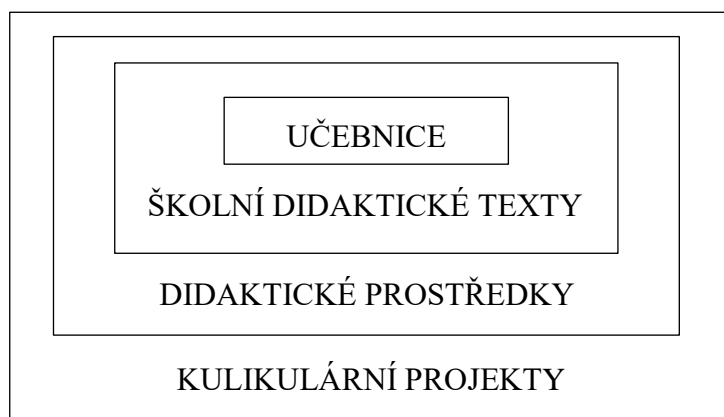 UČEBNICE
ŠKOLNÍ DIDAKTICKÉ TEXTY
DIDAKTICKÉ PROSTŘEDKY
KULIKULÁRNÍ PROJEKTY